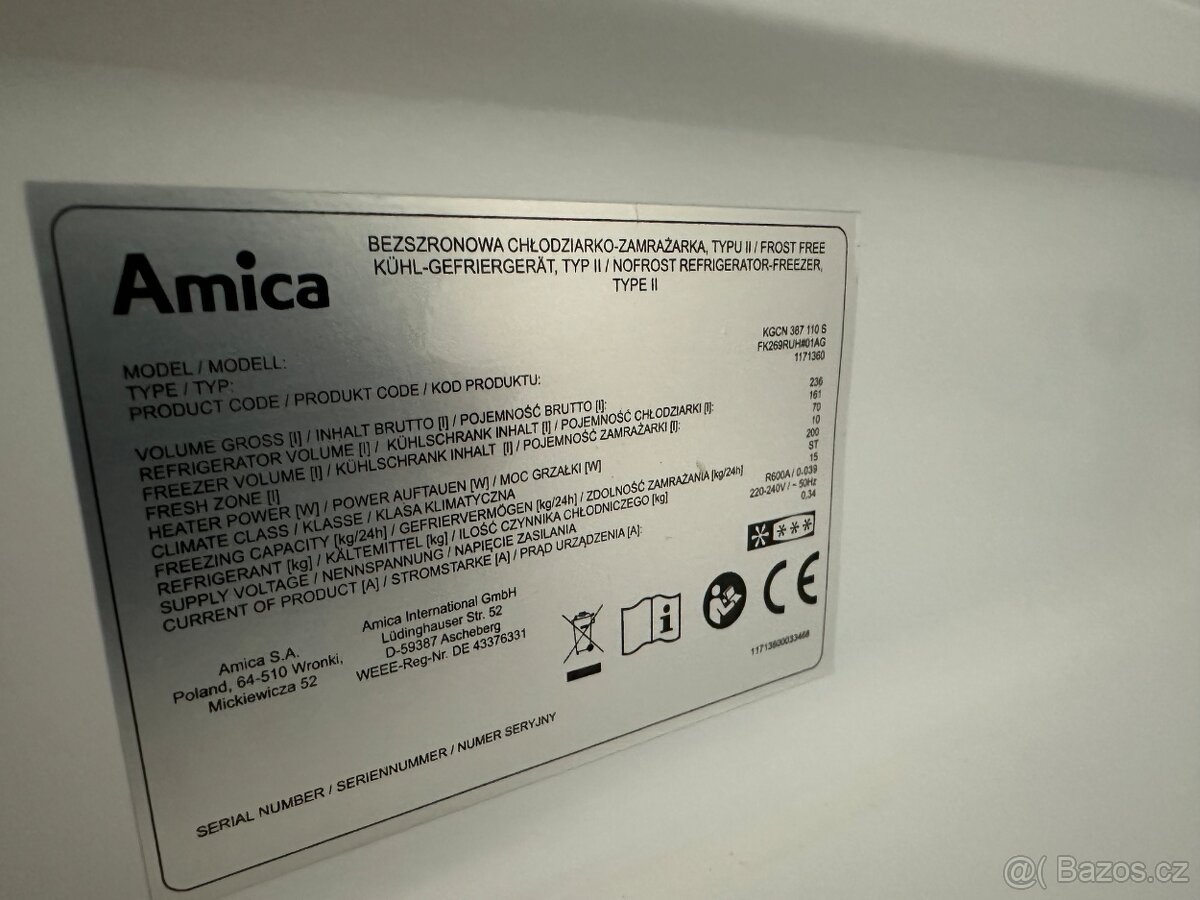 Amica
BEZSZRONOWA CHŁODZIARKO-ZAMRAŻARKA, TYPU II / FROST FREE
KÜHL-GEFRIERGERÄT, TYP II / NOFROST REFRIGERATOR-FREEZER,
TYPE II
MODEL / MODELL: KGCN 387 110 S
TYPE / TYP: FK269RUH#01AG
PRODUCT CODE / PRODUKT CODE / KOD PRODUKTU: 1171360
VOLUME GROSS [l] / INHALT BRUTTO [l] / POJEMNOŚĆ BRUTTO [l]: 236
REFRIGERATOR VOLUME [l] / KÜHLSCHRANK INHALT [l] / POJEMNOŚĆ CHŁODZIARKI [l]: 161
FREEZER VOLUME [l] / KÜHLSCHRANK INHALT [l] / POJEMNOŚĆ ZAMRAŻARKI [l]: 70
FRESH ZONE [l] 10
HEATER POWER [W] / POWER AUFTAUEN [W] / MOC GRZAŁKI [W] 200
CLIMATE CLASS / KLASSE / KLASA KLIMATYCZNA ST
FREEZING CAPACITY [kg/24h] / GEFRIERVERMÖGEN [kg/24h] / ZDOLNOŚĆ ZAMRAŻANIA [kg/24h] 15
REFRIGERANT [kg] / KÄLTEMITTEL [kg] / ILOŚĆ CZYNNIKA CHŁODNICZEGO [kg] R600A / 0-039
SUPPLY VOLTAGE / NENNSPANNUNG / NAPIĘCIE ZASILANIA 220-240V / ~ 50Hz
CURRENT OF PRODUCT [A] / STROMSTARKE [A] / PRĄD URZĄDZENIA [A]: 0,34
Amica S.A.
Poland, 64-510 Wronki,
Mickiewicza 52
Amica International GmbH
Lüdinghauser Str. 52
D-59387 Ascheberg
WEEE-Reg-Nr. DE 43376331
CE
11713600033468
SERIAL NUMBER / SERIENNUMMER / NUMER SERYJNY
@( Bazos.cz